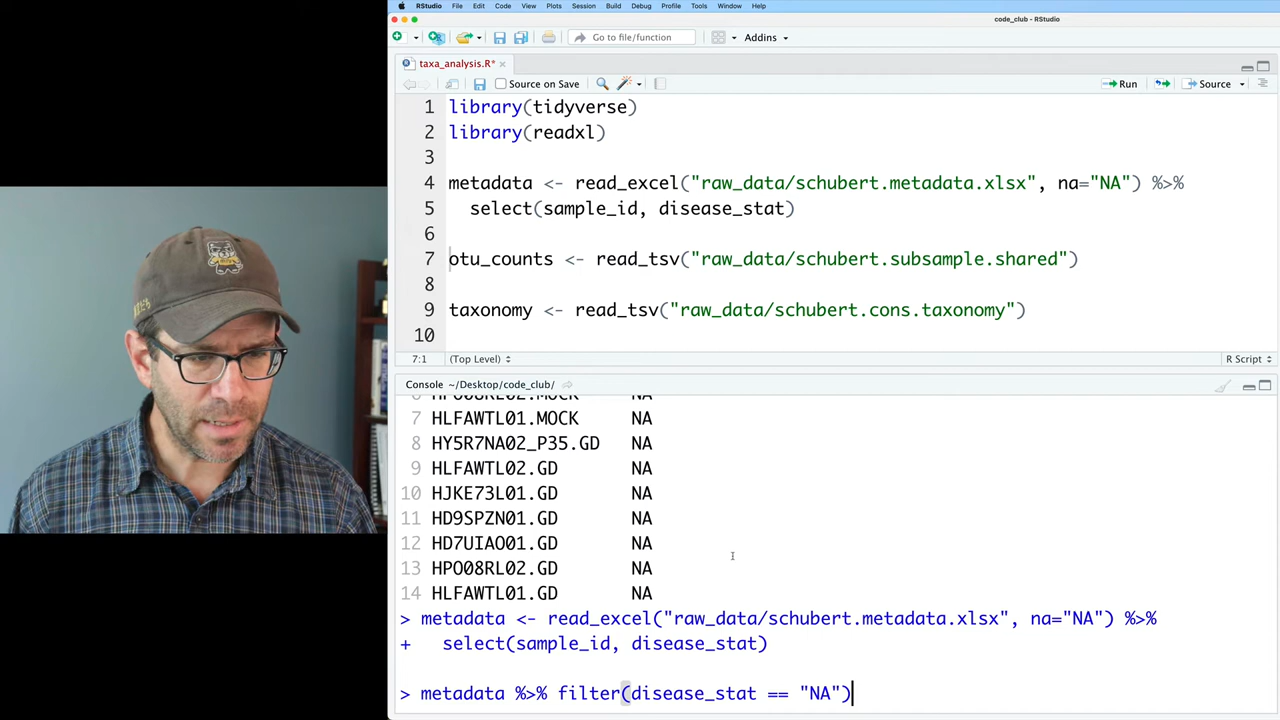 RStudio File Edit Code View Plots Session Build Debug Profile Tools Window Help
code_club - RStudio
Go to file/function Addins
taxa_analysis.R*
Source on Save Run Source
1 library(tidyverse)
2 library(readxl)
3
4 metadata <- read_excel("raw_data/schubert.metadata.xlsx", na="NA") %>%
5 select(sample_id, disease_stat)
6
7 otu_counts <- read_tsv("raw_data/schubert.subsample.shared")
8
9 taxonomy <- read_tsv("raw_data/schubert.cons.taxonomy")
10
7:1 (Top Level) R Script
Console ~/Desktop/code_club/
6 HPO08RL02.MOCK NA
7 HLFAWTL01.MOCK NA
8 HY5R7NA02_P35.GD NA
9 HLFAWTL02.GD NA
10 HJKE73L01.GD NA
11 HD9SPZN01.GD NA
12 HD7UIAO01.GD NA
13 HPO08RL02.GD NA
14 HLFAWTL01.GD NA
> metadata <- read_excel("raw_data/schubert.metadata.xlsx", na="NA") %>%
+ select(sample_id, disease_stat)
> metadata %>% filter(disease_stat == "NA")